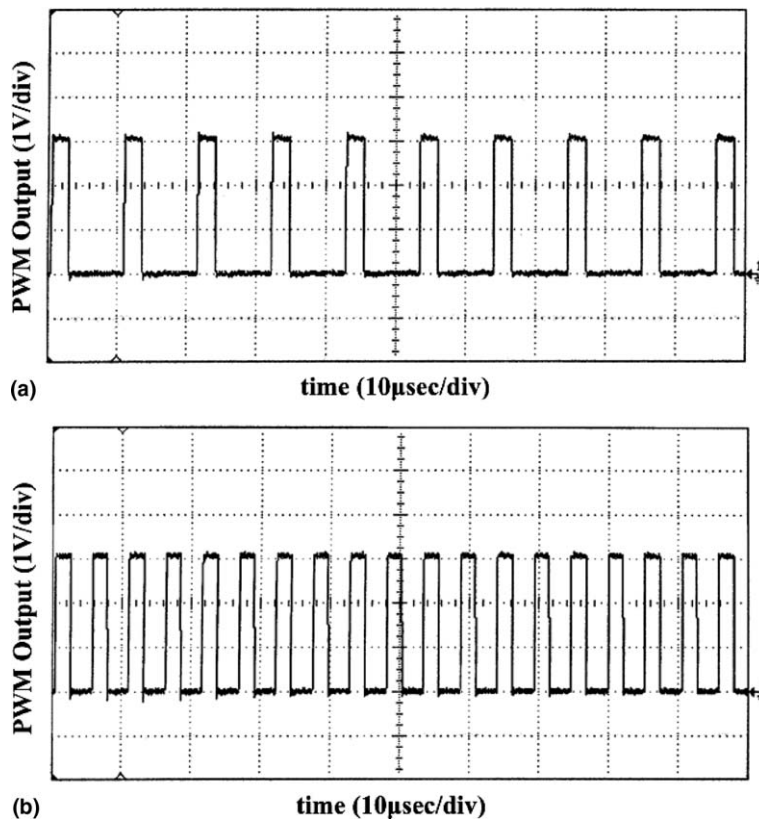 PWM Output (1V/div)
(a)
time (10µsec/div)
PWM Output (1V/div)
(b)
time (10µsec/div)